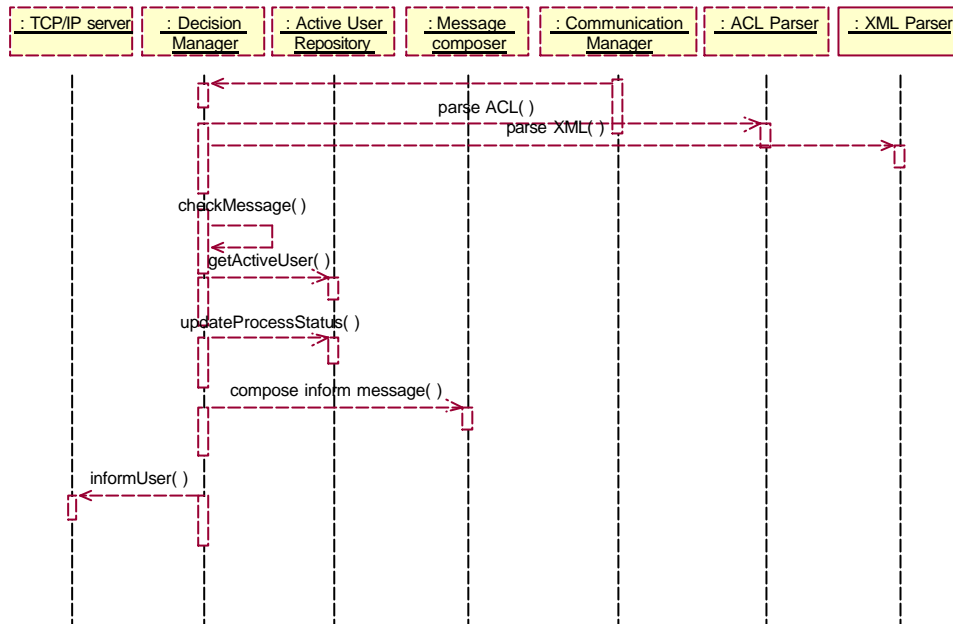 : TCP/IP server
: Decision
Manager
: Active User
Repository
: Message
composer
: Communication
Manager
: ACL Parser
: XML Parser
parse ACL( )
parse XML( )
checkMessage( )
getActiveUser( )
updateProcessStatus( )
compose inform message( )
informUser( )